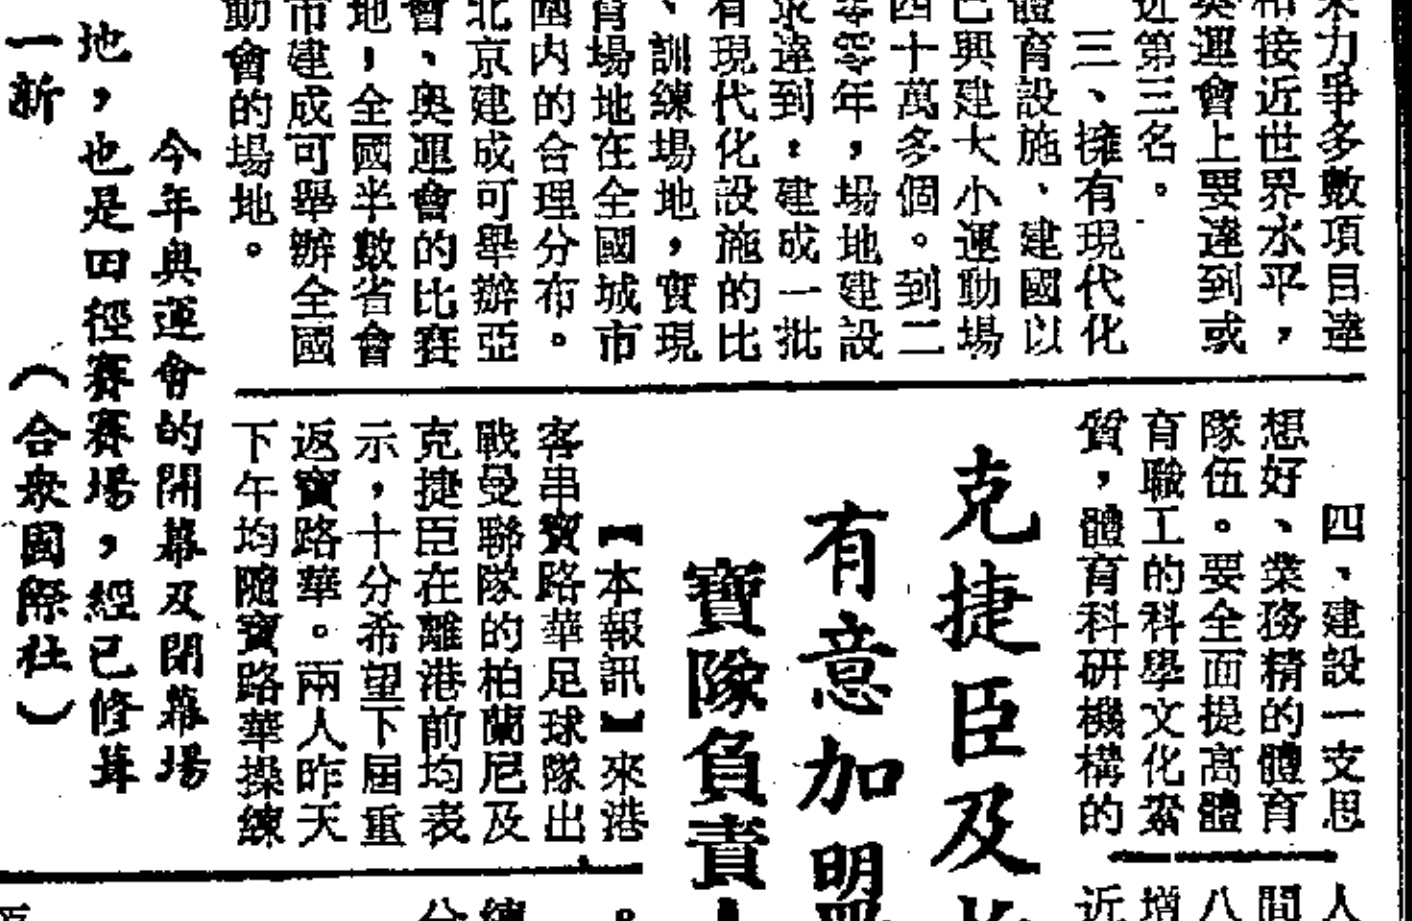 力爭多數項目達
相接近世界水平，
奧運會上要達到或
近第三名。
三、擁有現代化
體育設施、建國以
已興建大小運動場
四十萬多個。到二
零零年，場地建設
求達到：建成一批
有現代化設施的比
、訓練場地，實現
育場地在全國城市
國內的合理分布。
北京建成可舉辦亞
會、奧運會的比賽
地，全國半數省會
市建成可舉辦全國
動會的場地。
四、建設一支思
想好、業務精的體育
隊伍。要全面提高體
育職工的科學文化素
質，體育科研機構的
克捷臣及
有意加盟
寶隊負責
【本報訊】來港
客串寶路華足球隊出
戰曼聯隊的柏蘭尼及
克捷臣在離港前均表
示，十分希望下屆重
返寶路華。兩人昨天
下午均隨寶路華操練
今年奧運會的開幕及閉幕場
地，也是田徑賽賽場，經已修葺
一新
（合衆國際社）
人
間
八
增
近